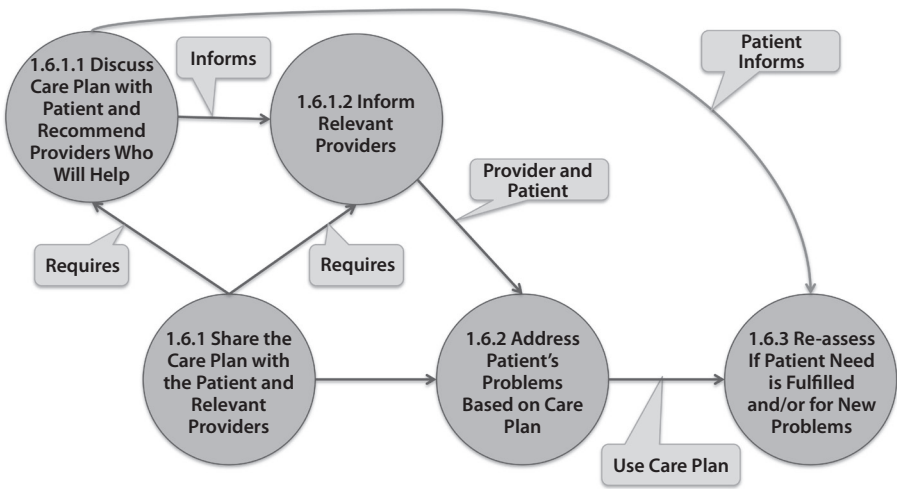 1.6.1.1 Discuss
Care Plan with
Patient and
Recommend
Providers Who
Will Help
Informs
1.6.1.2 Inform
Relevant
Providers
Patient
Informs
Provider and
Patient
Requires
Requires
1.6.1 Share the
Care Plan with
the Patient and
Relevant
Providers
1.6.2 Address
Patient’s
Problems
Based on Care
Plan
1.6.3 Re-assess
If Patient Need
is Fulfilled
and/or for New
Problems
Use Care Plan